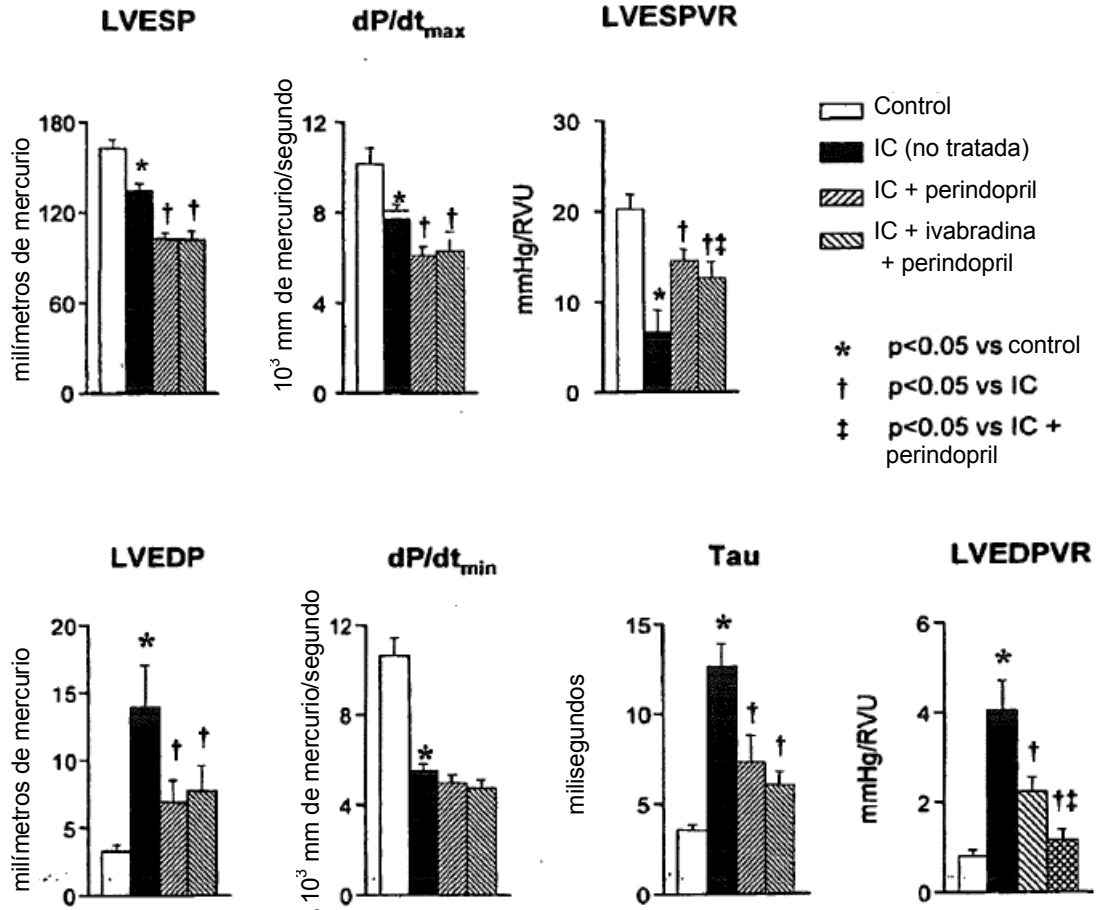 LVESP
dP/dtmax
LVESPVR
milímetros de mercurio
180
120
60
0
*
†
†
10³ mm de mercurio/segundo
12
8
4
0
*
†
†
mmHg/RVU
30
20
10
0
*
†
†‡
Control
IC (no tratada)
IC + perindopril
IC + ivabradina
+ perindopril
* p<0.05 vs control
† p<0.05 vs IC
‡ p<0.05 vs IC +
perindopril
LVEDP
dP/dtmin
Tau
LVEDPVR
milímetros de mercurio
20
15
10
5
0
*
†
†
10³ mm de mercurio/segundo
12
8
4
0
*
milisegundos
15
10
5
0
*
†
†
mmHg/RVU
6
4
2
0
*
†
†‡